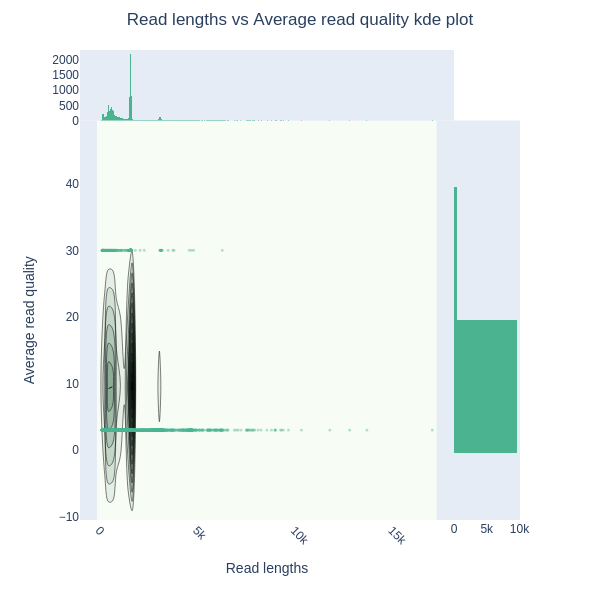 Read lengths vs Average read quality kde plot
2000
1500
1000
500
0
40
30
20
10
0
−10
Average read quality
0
5k
10k
15k
0
5k
10k
Read lengths